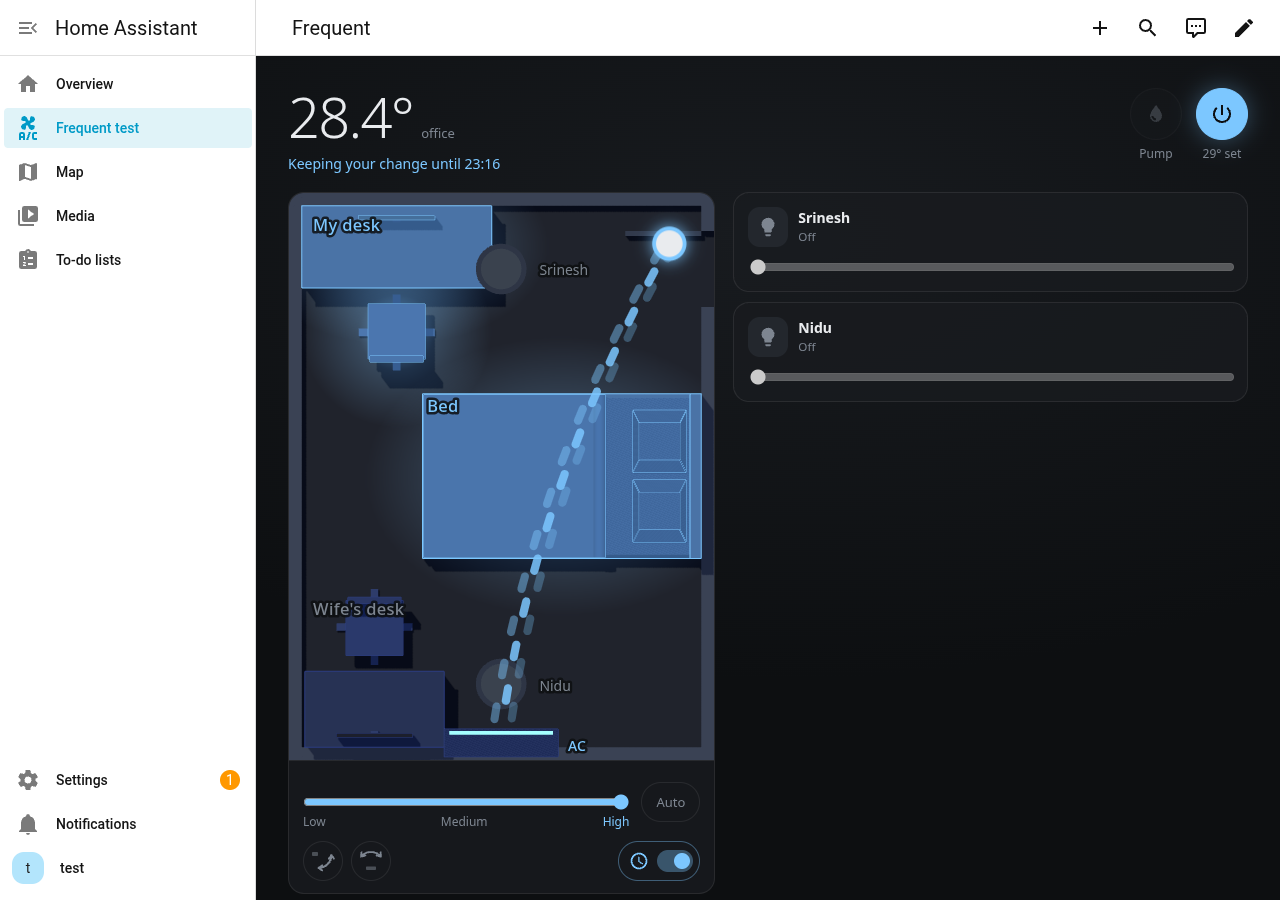 Home Assistant
Frequent
Overview
A/C
Frequent test
Map
Media
To-do lists
Settings
1
Notifications
t
test
28.4°
office
Keeping your change until 23:16
Pump
29° set
My desk
Srinesh
Bed
Wife's desk
Nidu
AC
Low
Medium
High
Auto
Srinesh
Off
Nidu
Off